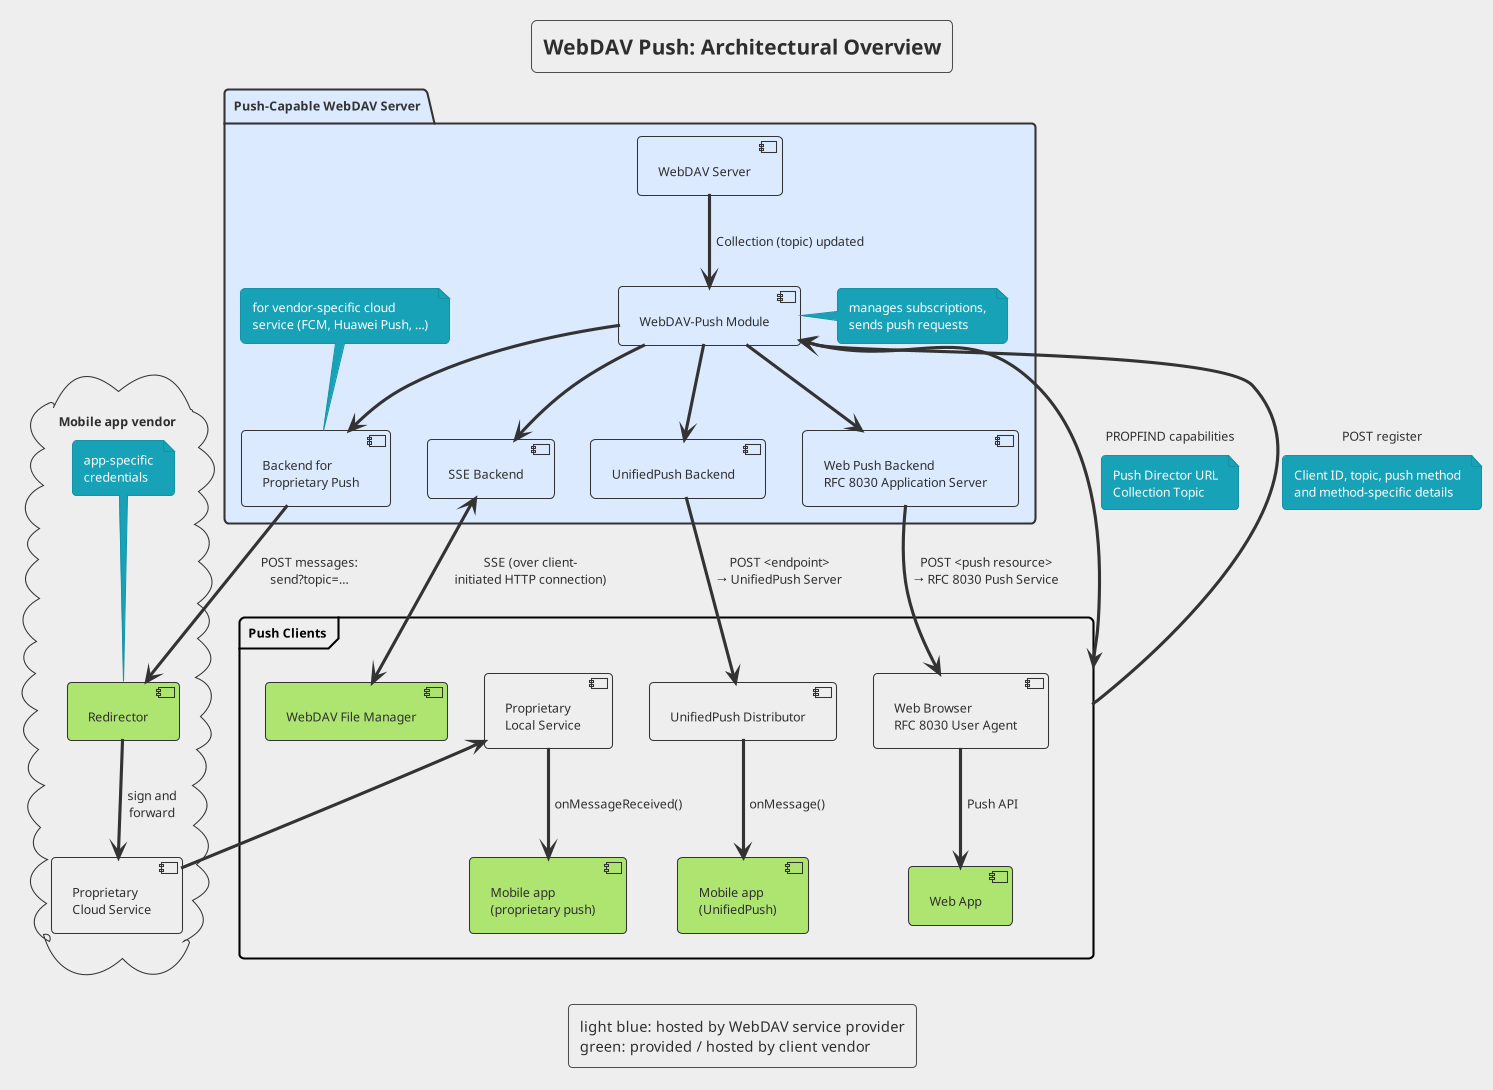 WebDAV Push: Architectural Overview
Push-Capable WebDAV Server
WebDAV Server
Collection (topic) updated
for vendor-specific cloud
service (FCM, Huawei Push, ...)
WebDAV-Push Module
manages subscriptions,
sends push requests
Mobile app vendor
app-specific
credentials
Backend for
Proprietary Push
SSE Backend
UnifiedPush Backend
Web Push Backend
RFC 8030 Application Server
PROPFIND capabilities
Push Director URL
Collection Topic
POST register
Client ID, topic, push method
and method-specific details
POST messages:
send?topic=...
SSE (over client-
initiated HTTP connection)
POST <endpoint>
→ UnifiedPush Server
POST <push resource>
→ RFC 8030 Push Service
Push Clients
Redirector
WebDAV File Manager
Proprietary
Local Service
UnifiedPush Distributor
Web Browser
RFC 8030 User Agent
sign and
forward
onMessageReceived()
onMessage()
Push API
Proprietary
Cloud Service
Mobile app
(proprietary push)
Mobile app
(UnifiedPush)
Web App
light blue: hosted by WebDAV service provider
green: provided / hosted by client vendor